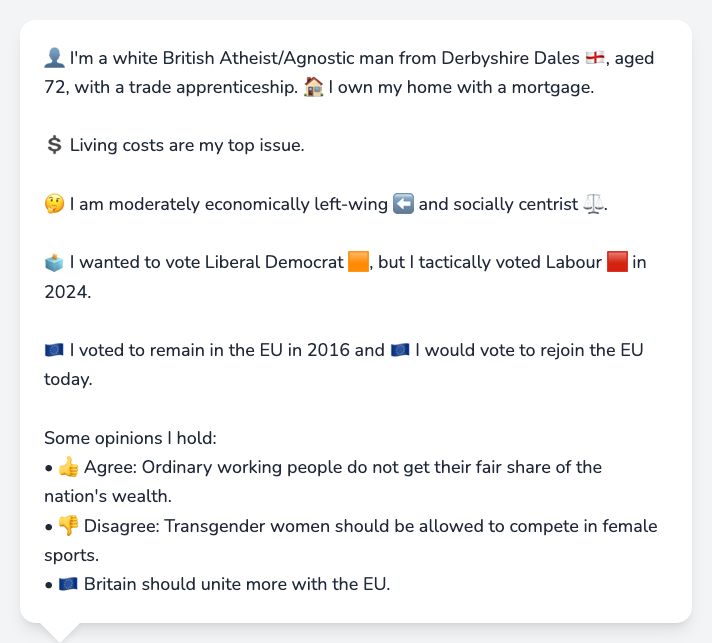 👤 I'm a white British Atheist/Agnostic man from Derbyshire Dales 🏴󠁧󠁢󠁥󠁮󠁧󠁿, aged
72, with a trade apprenticeship. 🏠 I own my home with a mortgage.
💲 Living costs are my top issue.
🤔 I am moderately economically left-wing ⬅️ and socially centrist ⚖️.
🗳️ I wanted to vote Liberal Democrat 🟧, but I tactically voted Labour 🟥 in
2024.
🇪🇺 I voted to remain in the EU in 2016 and 🇪🇺 I would vote to rejoin the EU
today.
Some opinions I hold:
• 👍 Agree: Ordinary working people do not get their fair share of the
nation's wealth.
• 👎 Disagree: Transgender women should be allowed to compete in female
sports.
• 🇪🇺 Britain should unite more with the EU.